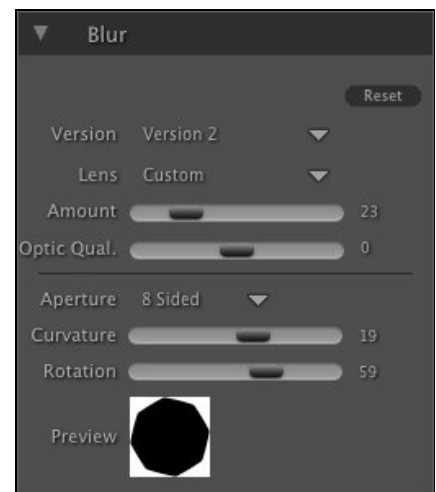 Blur
Reset
Version Version 2
Lens Custom
Amount 23
Optic Qual. 0
Aperture 8 Sided
Curvature 19
Rotation 59
Preview